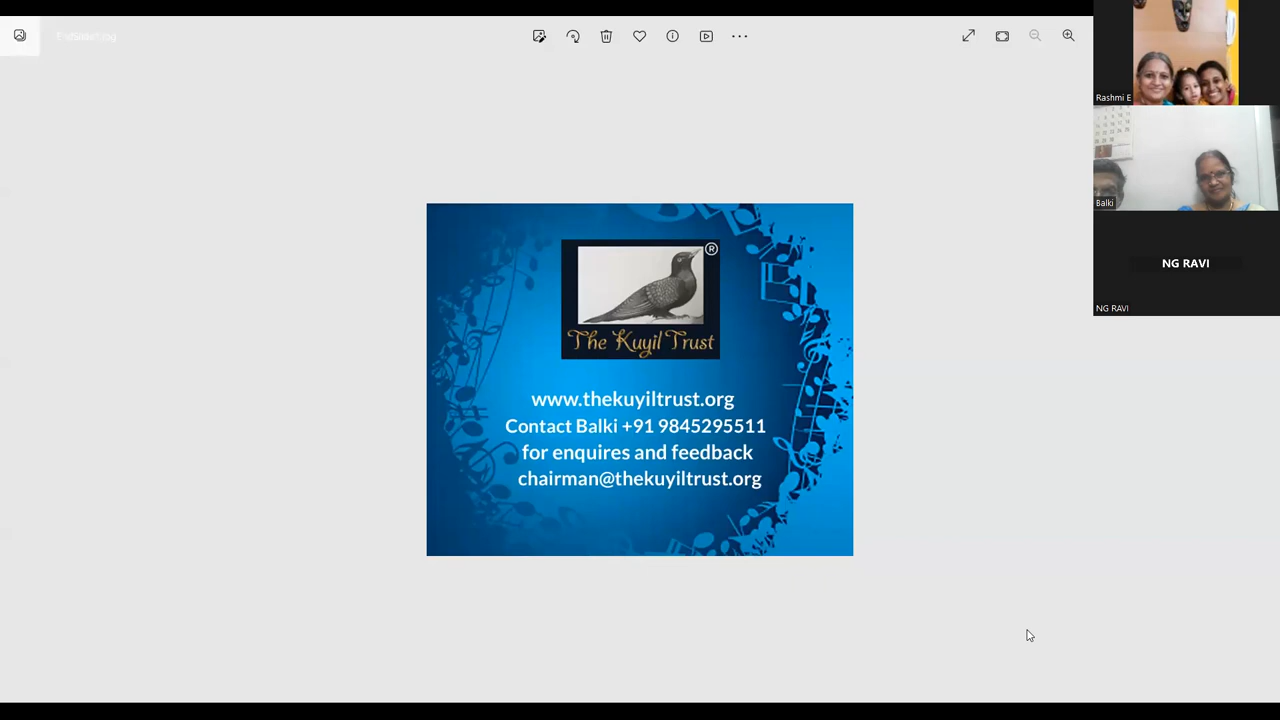 Rashmi E
Balki
NG RAVI
NG RAVI
®
The Kuyil Trust
www.thekuyiltrust.org
Contact Balki +91 9845295511
for enquires and feedback
chairman@thekuyiltrust.org